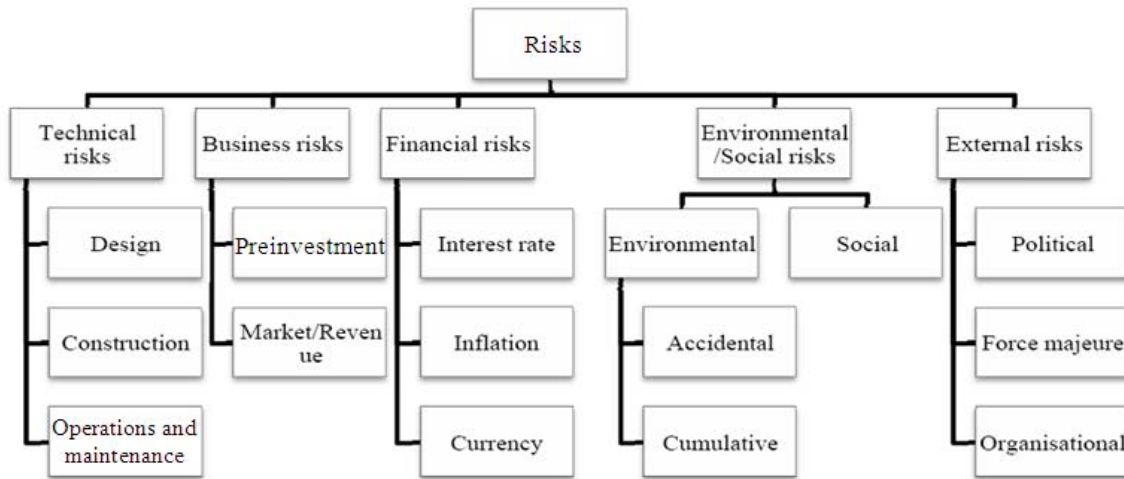 Risks
Technical
risks
Business risks
Financial risks
Environmental
/Social risks
External risks
Design
Preinvestment
Interest rate
Environmental
Social
Political
Construction
Market/Reven
ue
Inflation
Accidental
Force majeure
Operations and
maintenance
Currency
Cumulative
Organisational